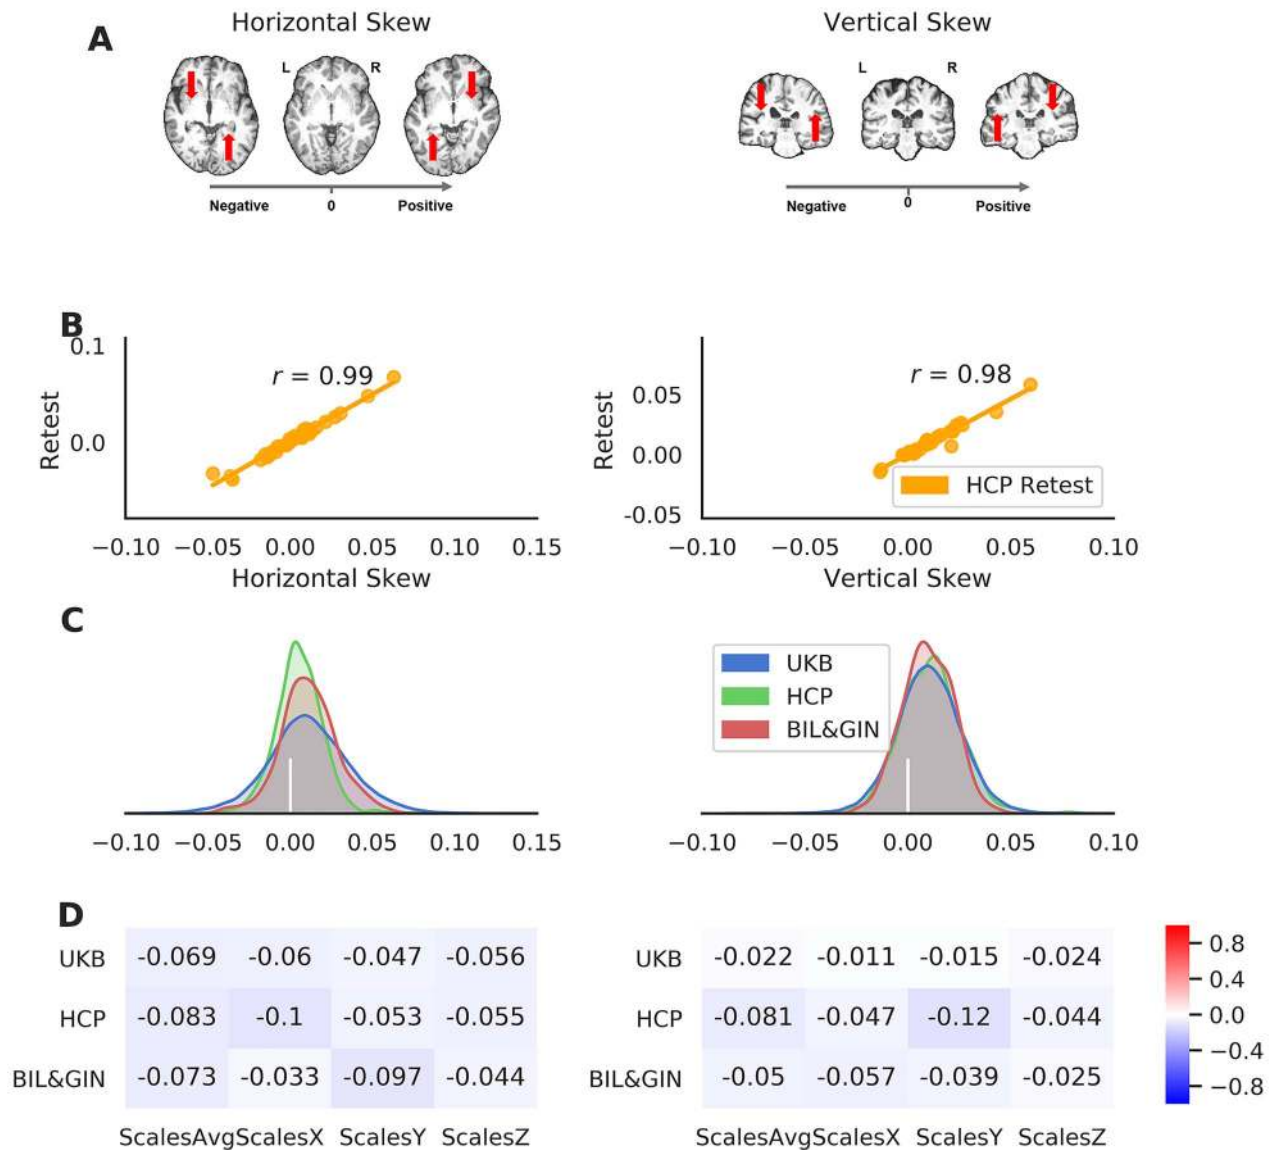 A
Horizontal Skew
Vertical Skew
L R
L R
Negative 0 Positive
Negative 0 Positive
B
0.1
0.0
Retest
r = 0.99
−0.10 −0.05 0.00 0.05 0.10 0.15
Horizontal Skew
0.05
0.00
-0.05
Retest
r = 0.98
HCP Retest
−0.10 −0.05 0.00 0.05 0.10
Vertical Skew
C
−0.10 −0.05 0.00 0.05 0.10 0.15
UKB
HCP
BIL&GIN
−0.10 −0.05 0.00 0.05 0.10
D
UKB -0.069 -0.06 -0.047 -0.056
HCP -0.083 -0.1 -0.053 -0.055
BIL&GIN -0.073 -0.033 -0.097 -0.044
ScalesAvg ScalesX ScalesY ScalesZ
UKB -0.022 -0.011 -0.015 -0.024
HCP -0.081 -0.047 -0.12 -0.044
BIL&GIN -0.05 -0.057 -0.039 -0.025
ScalesAvg ScalesX ScalesY ScalesZ
0.8
0.4
0.0
−0.4
−0.8